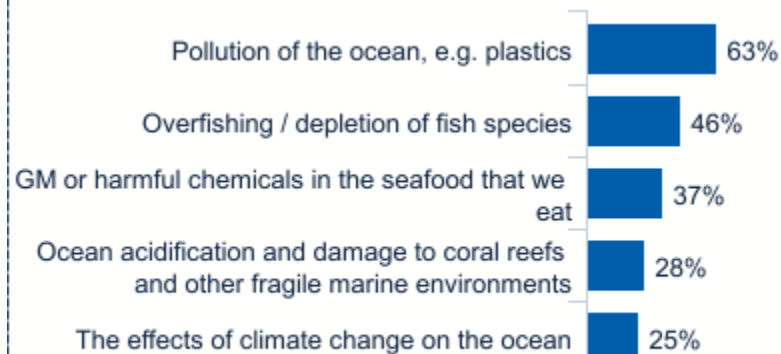 Pollution of the ocean, e.g. plastics 63%
Overfishing / depletion of fish species 46%
GM or harmful chemicals in the seafood that we
eat 37%
Ocean acidification and damage to coral reefs
and other fragile marine environments 28%
The effects of climate change on the ocean 25%